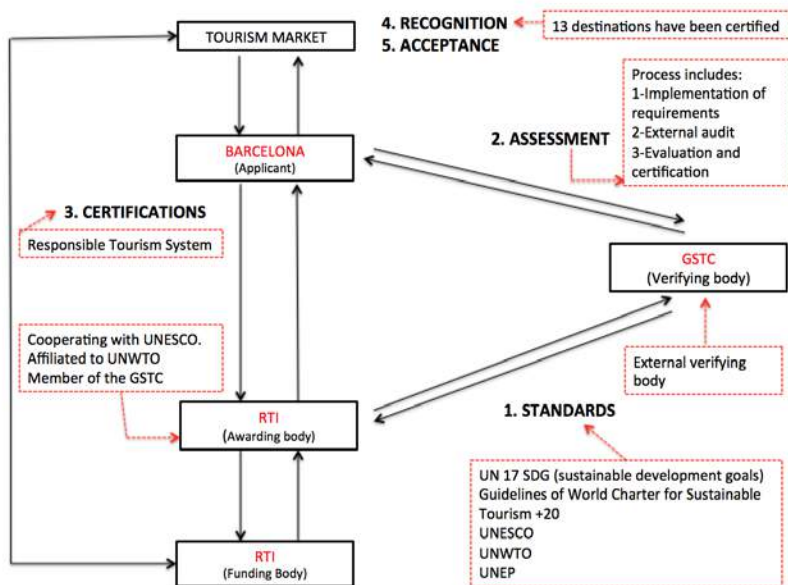 4. RECOGNITION
13 destinations have been certified
TOURISM MARKET
5. ACCEPTANCE
Process includes:
1-Implementation of
requirements
2-External audit
3-Evaluation and
certification
2. ASSESSMENT
BARCELONA
(Applicant)
3. CERTIFICATIONS
Responsible Tourism System
GSTC
(Verifying body)
Cooperating with UNESCO.
Affiliated to UNWTO
Member of the GSTC
External verifying
body
RTI
(Awarding body)
1. STANDARDS
UN 17 SDG (sustainable development goals)
Guidelines of World Charter for Sustainable
Tourism +20
UNESCO
UNWTO
UNEP
RTI
(Funding Body)